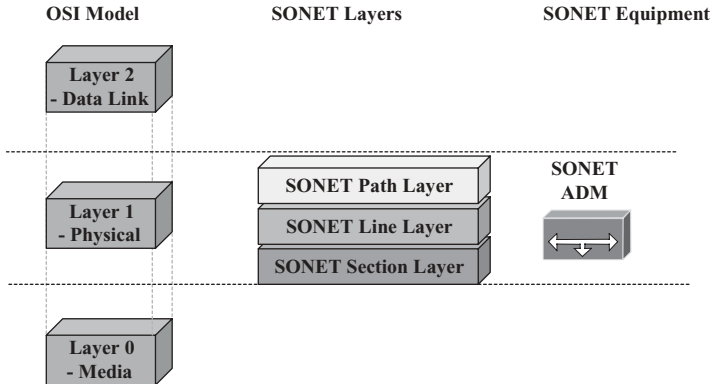 OSI Model
SONET Layers
SONET Equipment
Layer 2
- Data Link
SONET Path Layer
SONET Line Layer
SONET Section Layer
SONET
ADM
Layer 1
- Physical
Layer 0
- Media